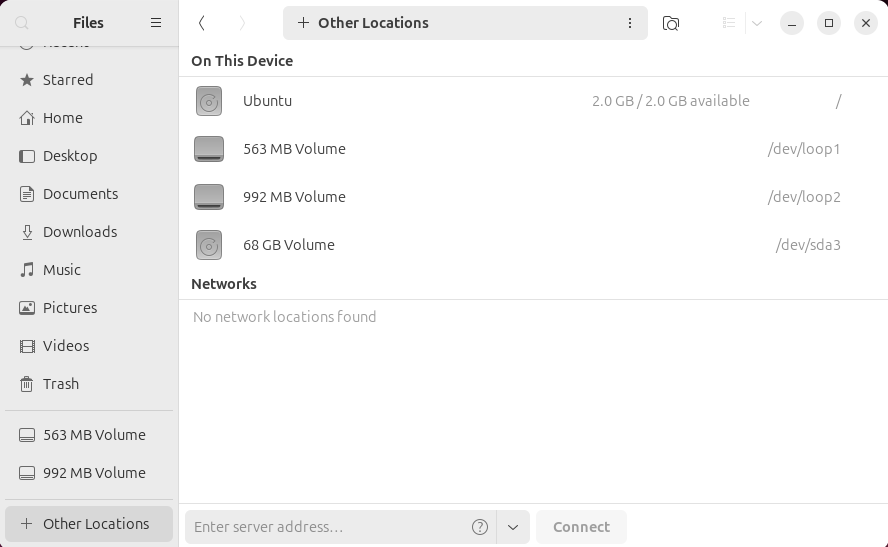 Files
Other Locations
Recent
Starred
Home
Desktop
Documents
Downloads
Music
Pictures
Videos
Trash
563 MB Volume
992 MB Volume
Other Locations
On This Device
Ubuntu 2.0 GB / 2.0 GB available /
563 MB Volume /dev/loop1
992 MB Volume /dev/loop2
68 GB Volume /dev/sda3
Networks
No network locations found
Enter server address… Connect